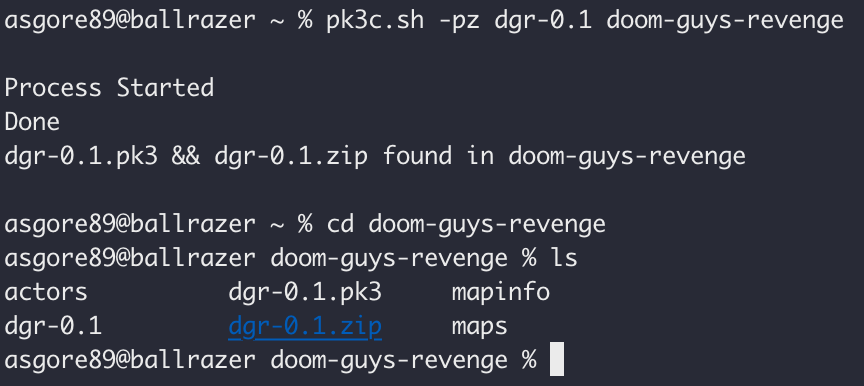 asgore89@ballrazer ~ % pk3c.sh -pz dgr-0.1 doom-guys-revenge
Process Started
Done
dgr-0.1.pk3 && dgr-0.1.zip found in doom-guys-revenge
asgore89@ballrazer ~ % cd doom-guys-revenge
asgore89@ballrazer doom-guys-revenge % ls
actors dgr-0.1.pk3 mapinfo
dgr-0.1 dgr-0.1.zip maps
asgore89@ballrazer doom-guys-revenge %